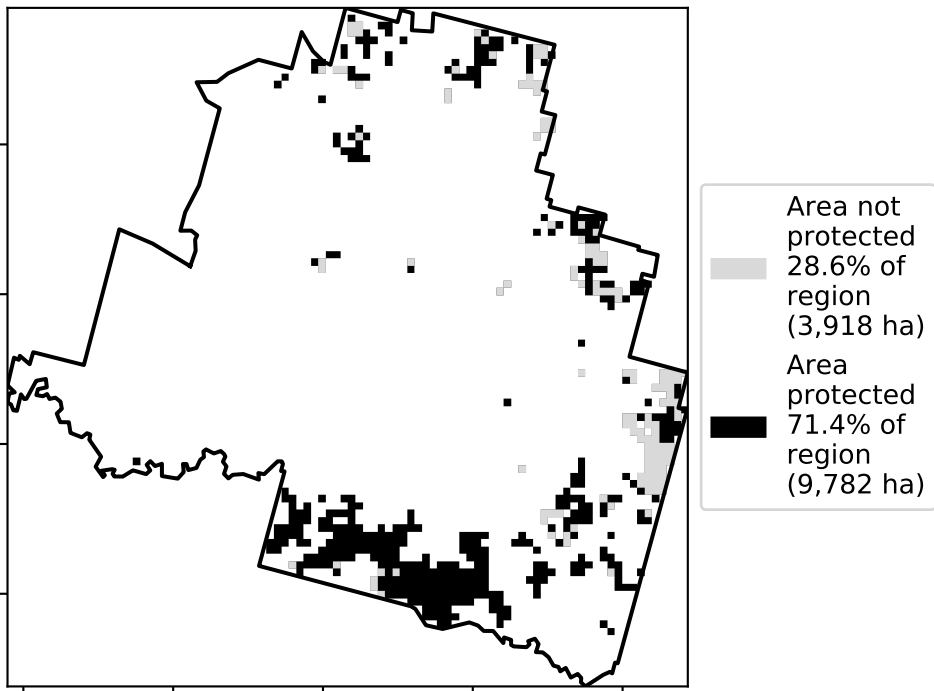 Area not
protected
28.6% of
region
(3,918 ha)
Area
protected
71.4% of
region
(9,782 ha)